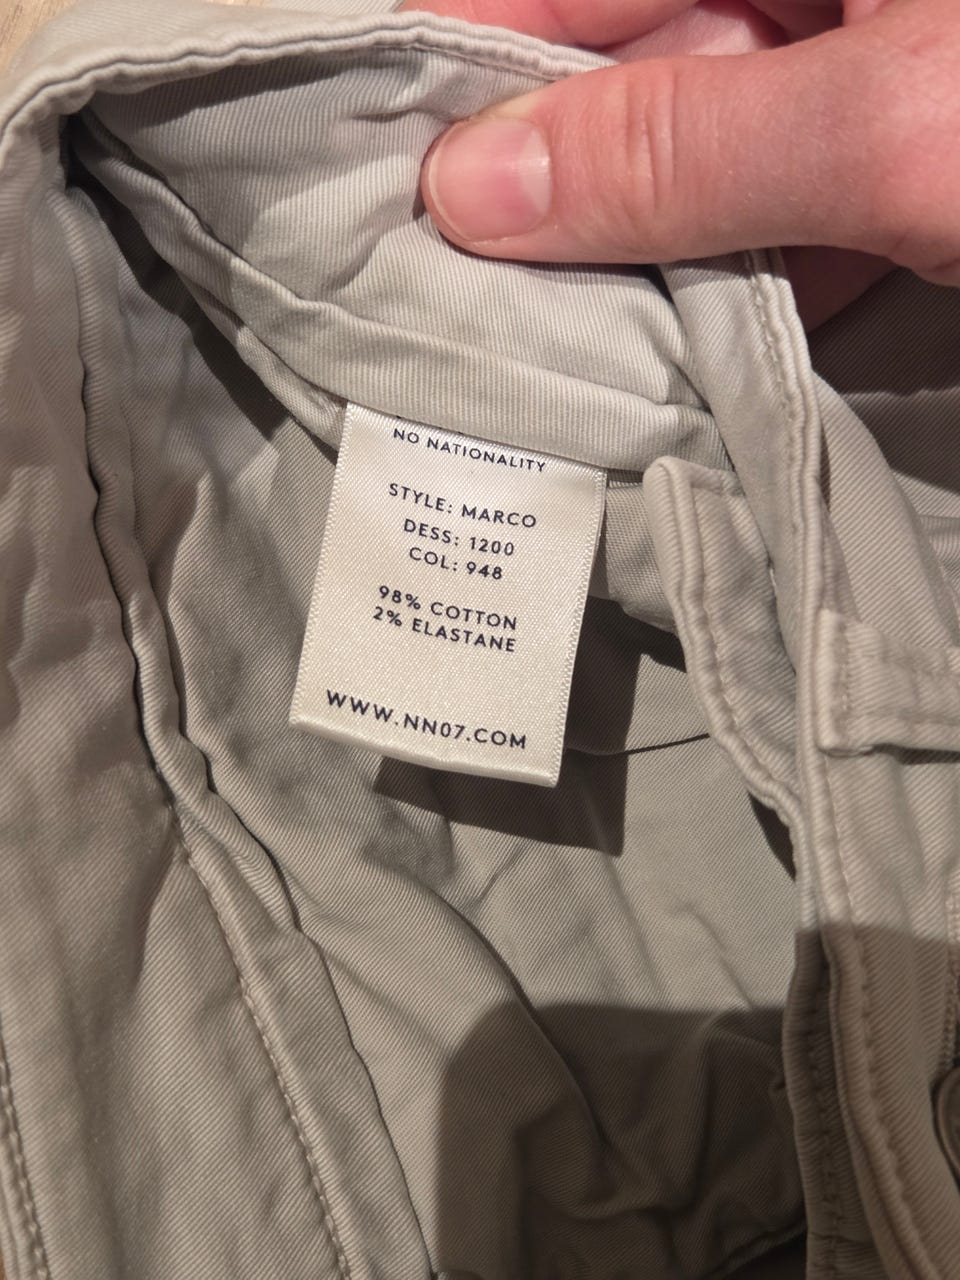 NO NATIONALITY
STYLE: MARCO
DESS: 1200
COL: 948
98% COTTON
2% ELASTANE
WWW.NN07.COM